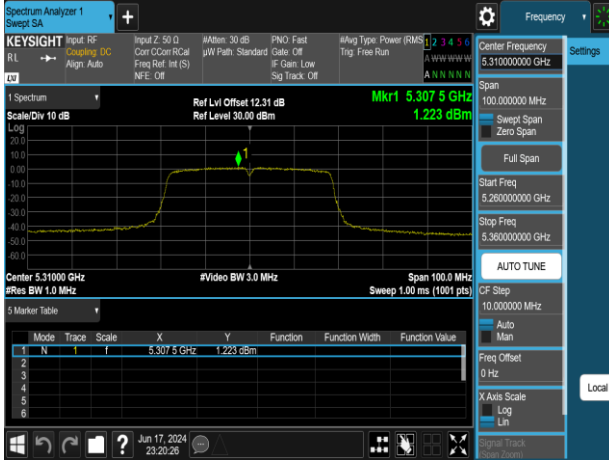 Spectrum Analyzer 1
Swept SA
+
Frequency
KEYSIGHT
RL
LXI
Input: RF
Coupling: DC
Align: Auto
Input Z: 50 Ω
Corr CCorr RCal
Freq Ref: Int (S)
NFE: Off
#Atten: 30 dB
µW Path: Standard
PNO: Fast
Gate: Off
IF Gain: Low
Sig Track: Off
#Avg Type: Power (RMS
Trig: Free Run
1 2 3 4 5 6
A WW WW W
A N N N N N
1 Spectrum
Scale/Div 10 dB
Log
Ref Lvl Offset 12.31 dB
Ref Level 30.00 dBm
Mkr1 5.307 5 GHz
1.223 dBm
20.0
10.0
0.00
-10.0
-20.0
-30.0
-40.0
-50.0
-60.0
1
Center 5.31000 GHz
#Res BW 1.0 MHz
#Video BW 3.0 MHz
Span 100.0 MHz
Sweep 1.00 ms (1001 pts)
5 Marker Table
Mode Trace Scale X Y Function Function Width Function Value
1 N 1 f 5.307 5 GHz 1.223 dBm
2
3
4
5
6
Center Frequency
5.310000000 GHz
Settings
Span
100.000000 MHz
Swept Span
Zero Span
Full Span
Start Freq
5.260000000 GHz
Stop Freq
5.360000000 GHz
AUTO TUNE
CF Step
10.000000 MHz
Auto
Man
Freq Offset
0 Hz
X Axis Scale
Log
Lin
Local
Signal Track
(Span Zoom)
?
Jun 17, 2024
23:20:26